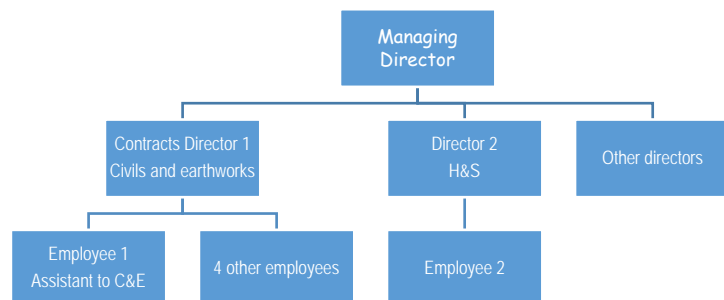 Managing
Director
Contracts Director 1
Civils and earthworks
Director 2
H&S
Other directors
Employee 1
Assistant to C&E
4 other employees
Employee 2